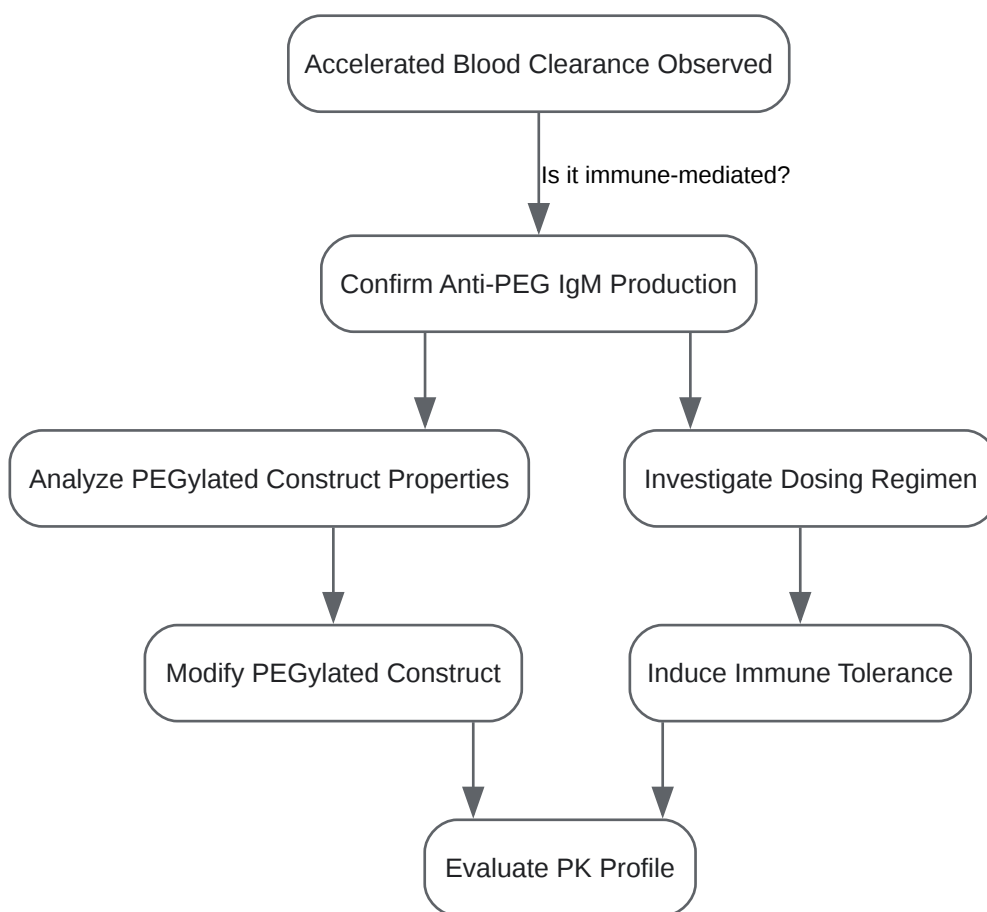 Accelerated Blood Clearance Observed
Is it immune-mediated?
Confirm Anti-PEG IgM Production
Analyze PEGylated Construct Properties
Investigate Dosing Regimen
Modify PEGylated Construct
Induce Immune Tolerance
Evaluate PK Profile